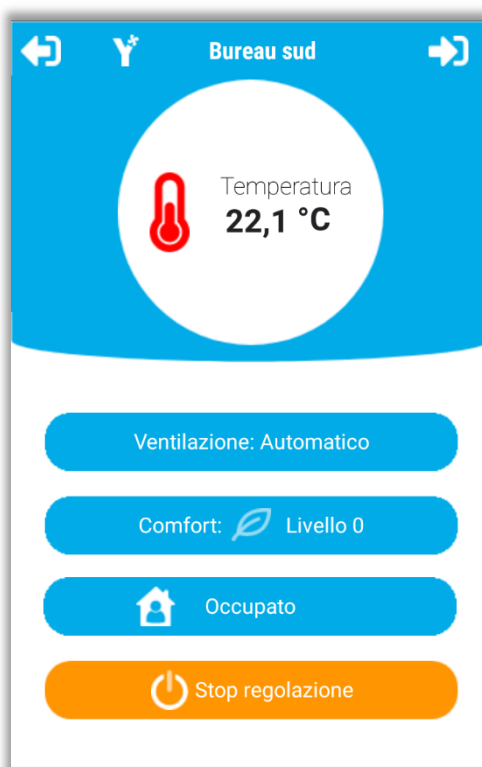 Bureau sud
Temperatura
22,1 °C
Ventilazione: Automatico
Comfort: Livello 0
Occupato
Stop regolazione